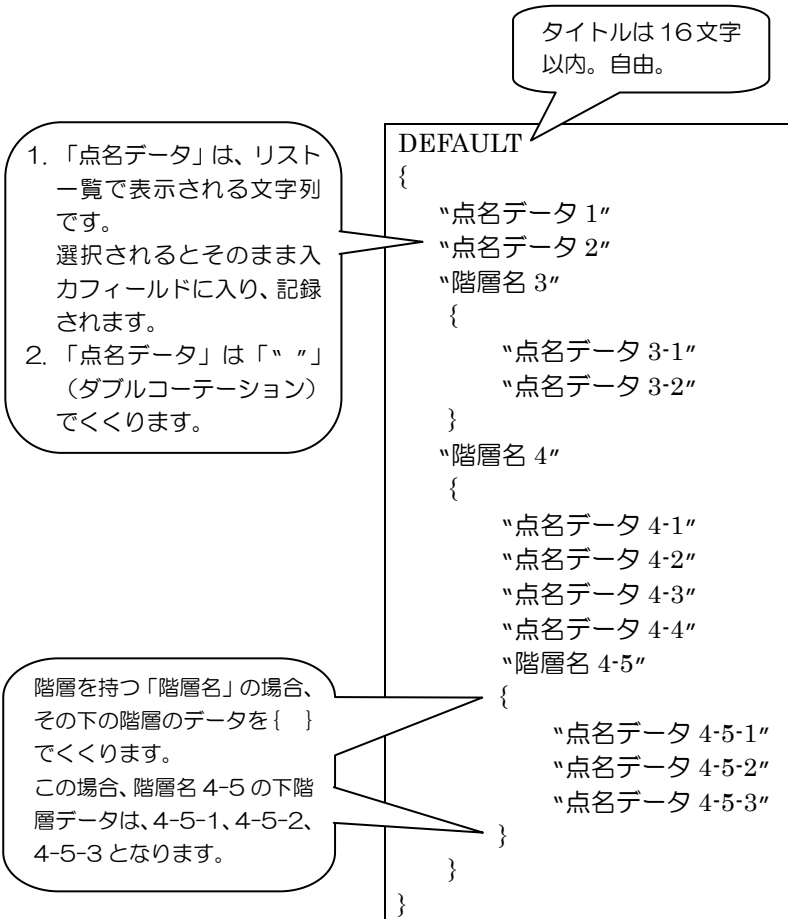 タイトルは16文字
以内。自由。
1. 「点名データ」は、リスト
一覧で表示される文字列
です。
選択されるとそのまま入
力フィールドに入り、記録
されます。
2. 「点名データ」は「〝 〃」
（ダブルコーテーション）
でくくります。
DEFAULT
{
〝点名データ 1〃
〝点名データ 2〃
〝階層名 3〃
{
〝点名データ 3-1〃
〝点名データ 3-2〃
}
〝階層名 4〃
{
〝点名データ 4-1〃
〝点名データ 4-2〃
〝点名データ 4-3〃
〝点名データ 4-4〃
〝階層名 4-5〃
{
〝点名データ 4-5-1〃
〝点名データ 4-5-2〃
〝点名データ 4-5-3〃
}
}
}
階層を持つ「階層名」の場合、
その下の階層のデータを{ }
でくくります。
この場合、階層名 4-5 の下階
層データは、4-5-1、4-5-2、
4-5-3 となります。